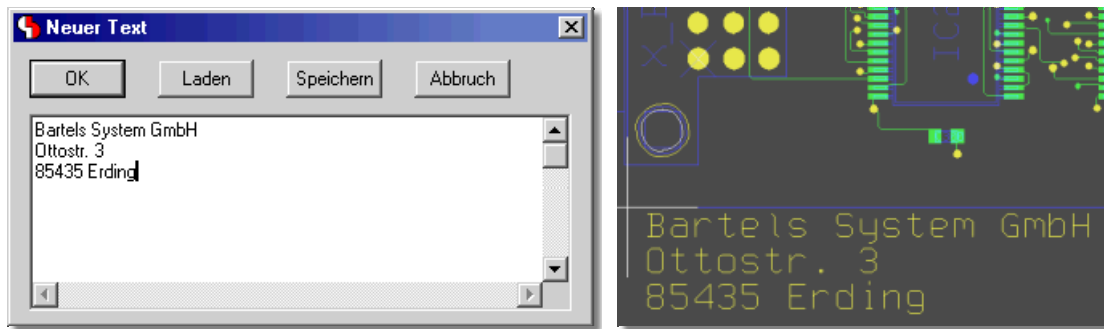 Neuer Text
OK Laden Speichern Abbruch
Bartels System GmbH
Ottostr. 3
85435 Erding
Bartels System GmbH
Ottostr. 3
85435 Erding